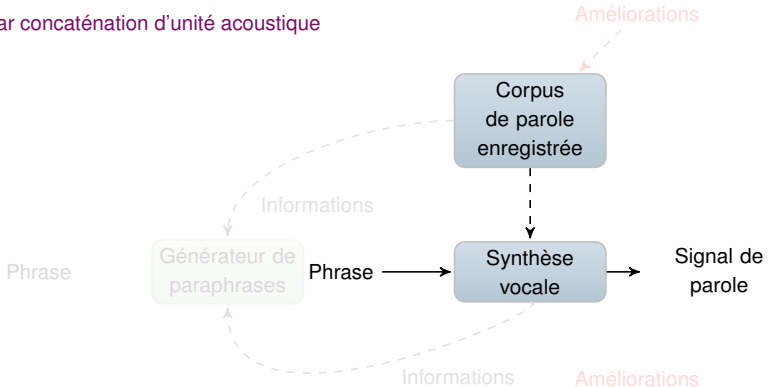 ar concaténation d'unité acoustique
Améliorations
Corpus
de parole
enregistrée
Informations
Phrase
Générateur de
paraphrases
Phrase
Synthèse
vocale
Signal de
parole
Informations
Améliorations